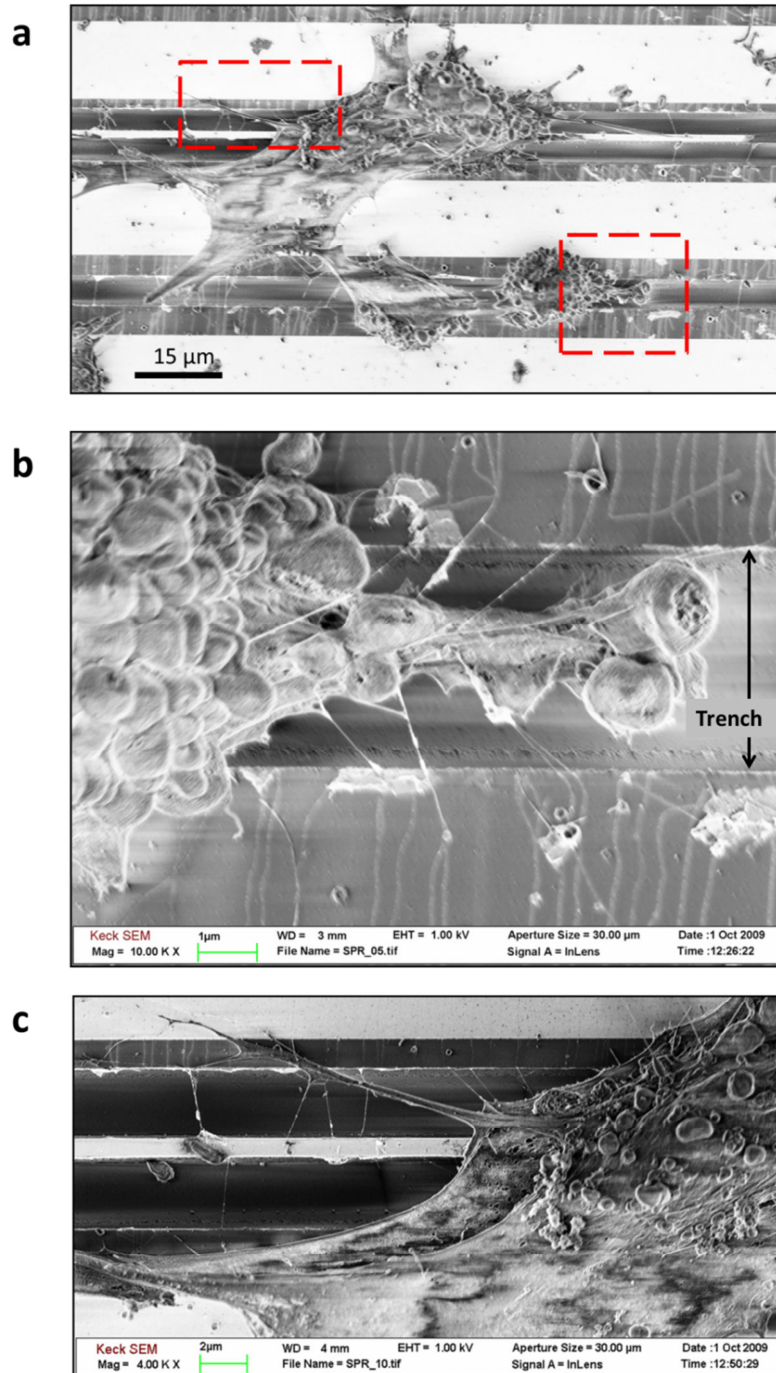 a
15 μm
b
Trench
Keck SEM
Mag = 10.00 K X
1μm
WD = 3 mm
File Name = SPR_05.tif
EHT = 1.00 kV
Aperture Size = 30.00 μm
Signal A = InLens
Date :1 Oct 2009
Time :12:26:22
c
Keck SEM
Mag = 4.00 K X
2μm
WD = 4 mm
File Name = SPR_10.tif
EHT = 1.00 kV
Aperture Size = 30.00 μm
Signal A = InLens
Date :1 Oct 2009
Time :12:50:29